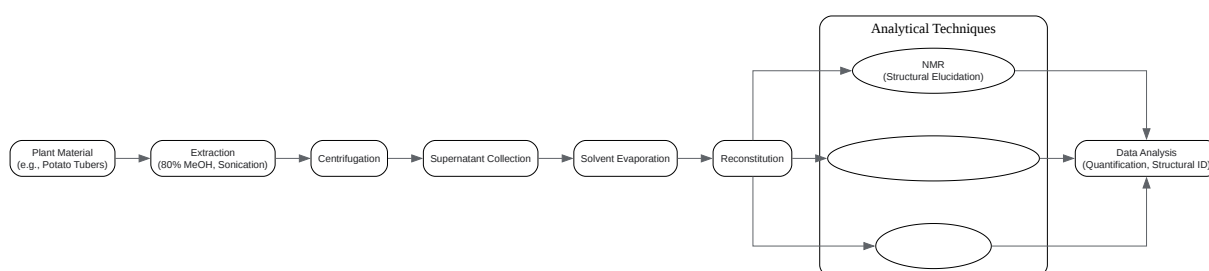 Analytical Techniques
NMR
(Structural Elucidation)
Plant Material
(e.g., Potato Tubers)
Extraction
(80% MeOH, Sonication)
Centrifugation
Supernatant Collection
Solvent Evaporation
Reconstitution
Data Analysis
(Quantification, Structural ID)